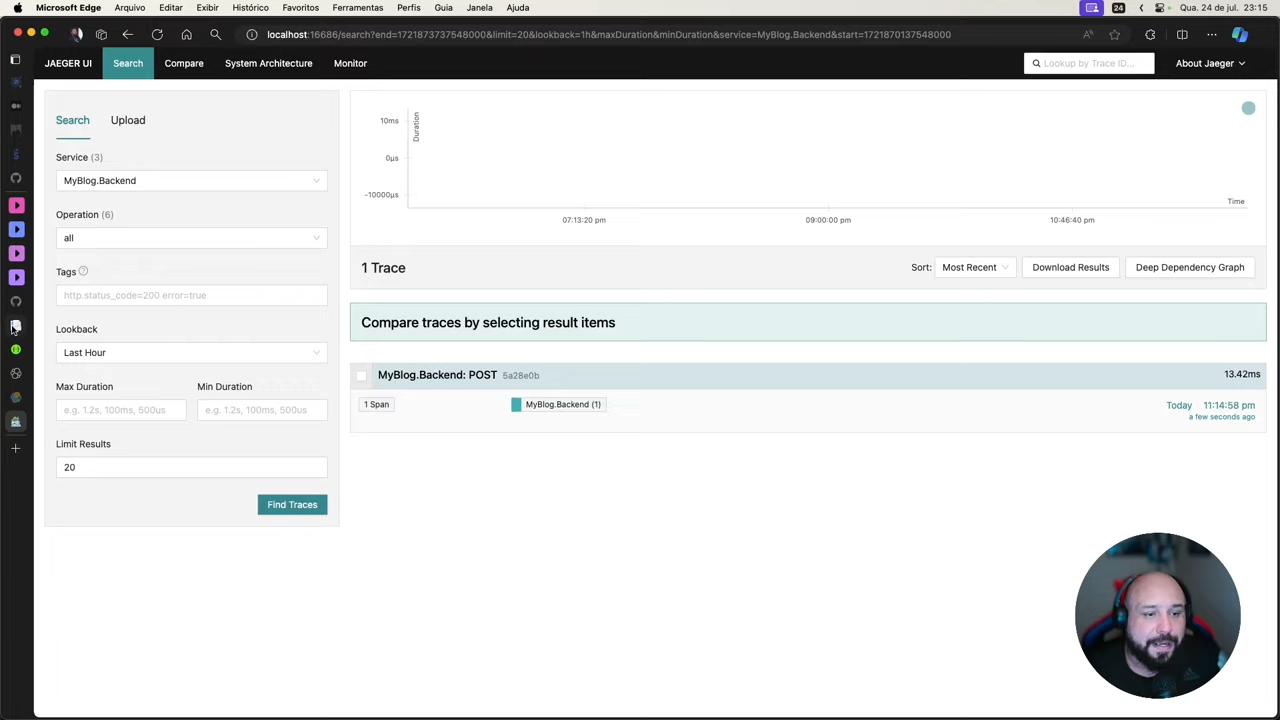 Microsoft Edge Arquivo Editar Exibir Histórico Favoritos Ferramentas Perfis Guia Janela Ajuda 24 Qua. 24 de jul. 23:15
localhost:16686/search?end=1721873737548000&limit=20&lookback=1h&maxDuration&minDuration&service=MyBlog.Backend&start=1721870137548000
JAEGER UI Search Compare System Architecture Monitor Lookup by Trace ID... About Jaeger
Search Upload
Service (3)
MyBlog.Backend
Operation (6)
all
Tags
http.status_code=200 error=true
Lookback
Last Hour
Max Duration Min Duration
e.g. 1.2s, 100ms, 500us e.g. 1.2s, 100ms, 500us
Limit Results
20
Find Traces
Duration
10ms
0μs
-10000μs
Time
07:13:20 pm 09:00:00 pm 10:46:40 pm
1 Trace Sort: Most Recent Download Results Deep Dependency Graph
Compare traces by selecting result items
MyBlog.Backend: POST 5a28e0b 13.42ms
1 Span MyBlog.Backend (1) Today 11:14:58 pm
a few seconds ago